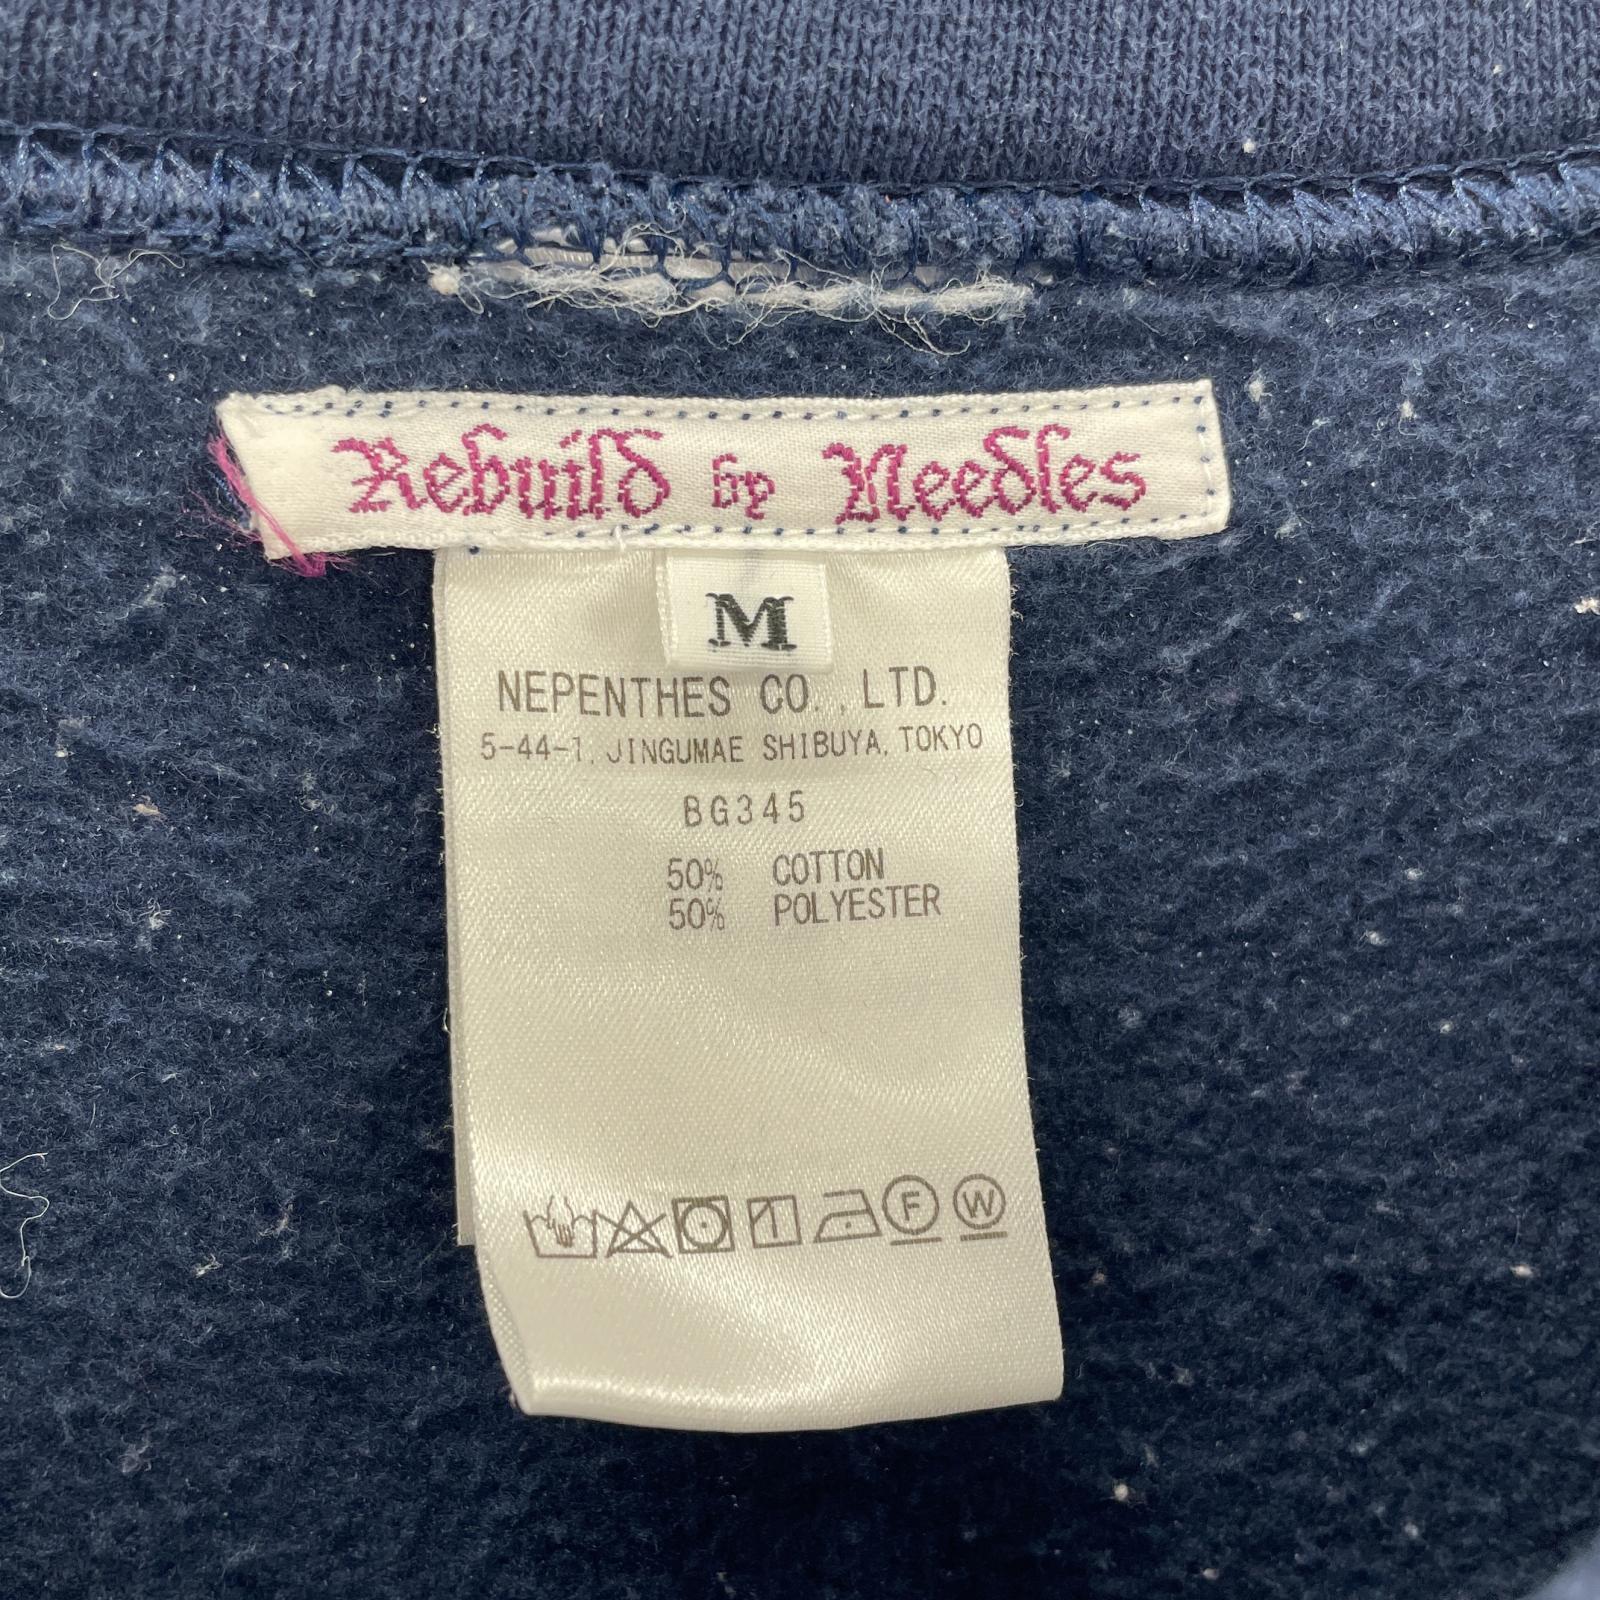 Rebuild by Needles
M
NEPENTHES CO., LTD.
5-44-1, JINGUMAE SHIBUYA, TOKYO
BG345
50% COTTON
50% POLYESTER
F W